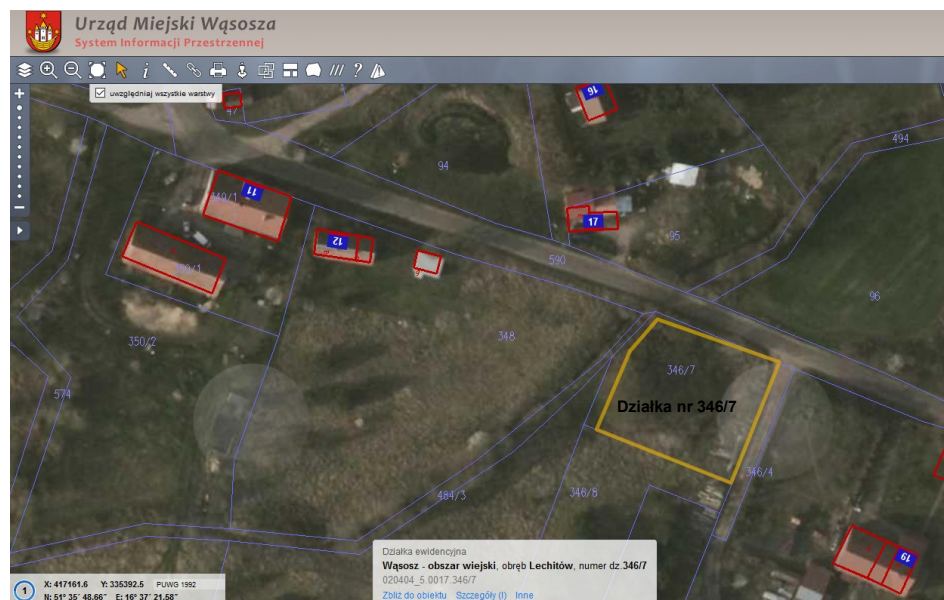 Urząd Miejski Wąsosza
System Informacji Przestrzennej
uwzględniaj wszystkie warstwy
47
16
94
494
11
349/1
17
95
12
590
350/1
9
96
348
350/2
346/7
574
Działka nr 346/7
346/4
484/3
346/8
19
Działka ewidencyjna
Wąsosz - obszar wiejski, obręb Lechitów, numer dz.346/7
020404_5.0017.346/7
Zbliż do obiektu Szczegóły (I) Inne
1
X: 417161.6 Y: 335392.5 PUWG 1992
N: 51° 35' 48.66" E: 16° 37' 21.58"